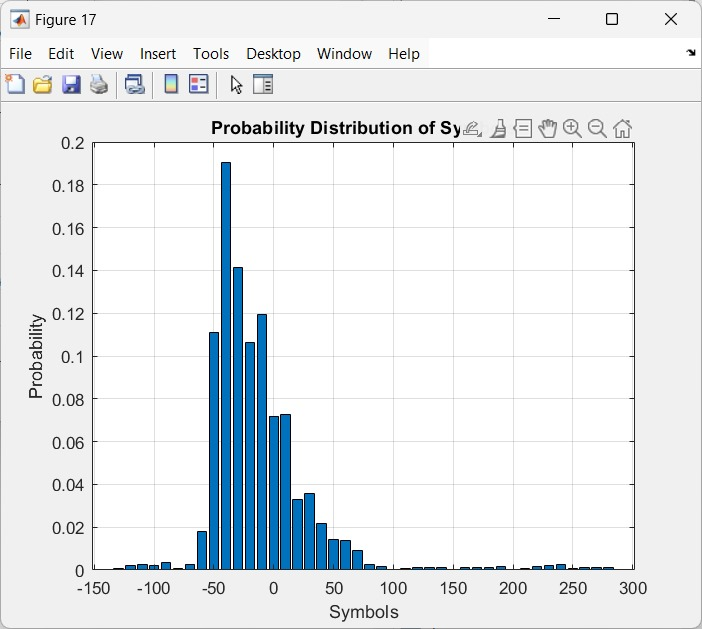 Figure 17
File Edit View Insert Tools Desktop Window Help
Probability Distribution of Sy
0.2
0.18
0.16
0.14
0.12
0.1
0.08
0.06
0.04
0.02
0
Probability
-150 -100 -50 0 50 100 150 200 250 300
Symbols